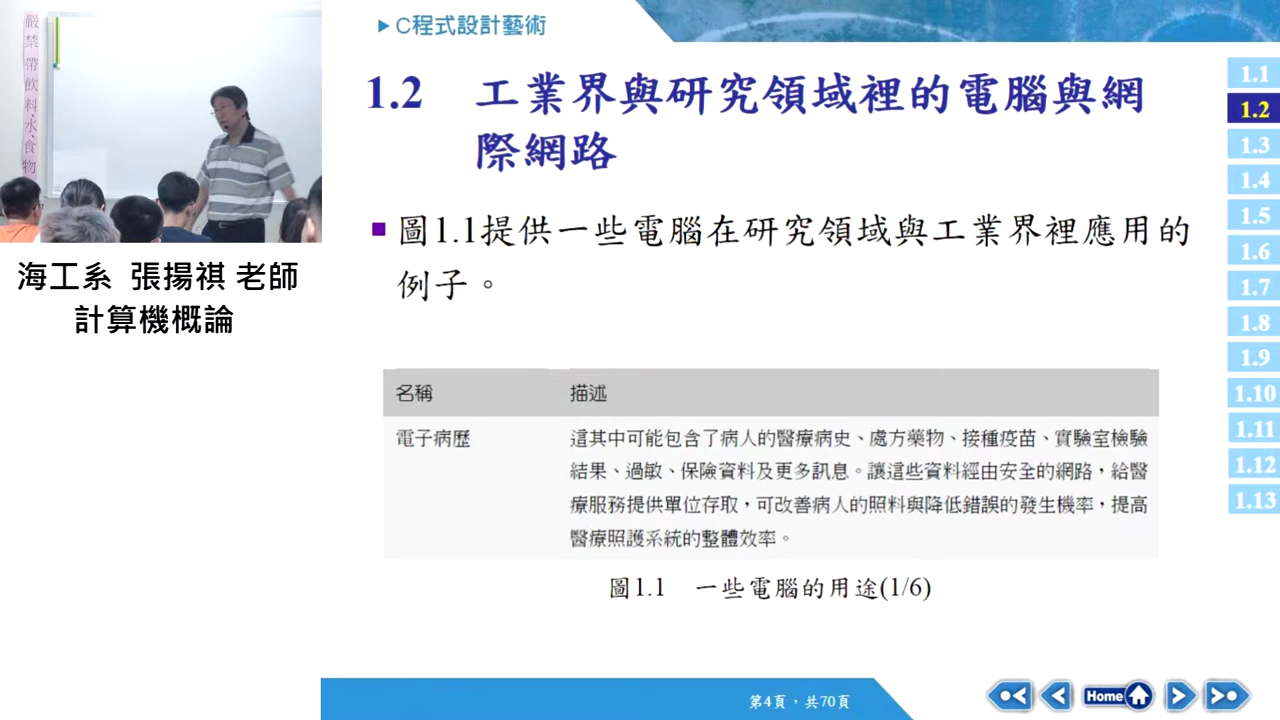 嚴禁帶飲料、水、食物
海工系 張揚祺 老師
計算機概論
C程式設計藝術
1.2 工業界與研究領域裡的電腦與網
際網路
圖1.1提供一些電腦在研究領域與工業界裡應用的
例子。
名稱 描述
電子病歷 這其中可能包含了病人的醫療病史、處方藥物、接種疫苗、實驗室檢驗
結果、過敏、保險資料及更多訊息。讓這些資料經由安全的網路，給醫
療服務提供單位存取，可改善病人的照料與降低錯誤的發生機率，提高
醫療照護系統的整體效率。
圖1.1 一些電腦的用途(1/6)
1.1
1.2
1.3
1.4
1.5
1.6
1.7
1.8
1.9
1.10
1.11
1.12
1.13
第4頁，共70頁
Home